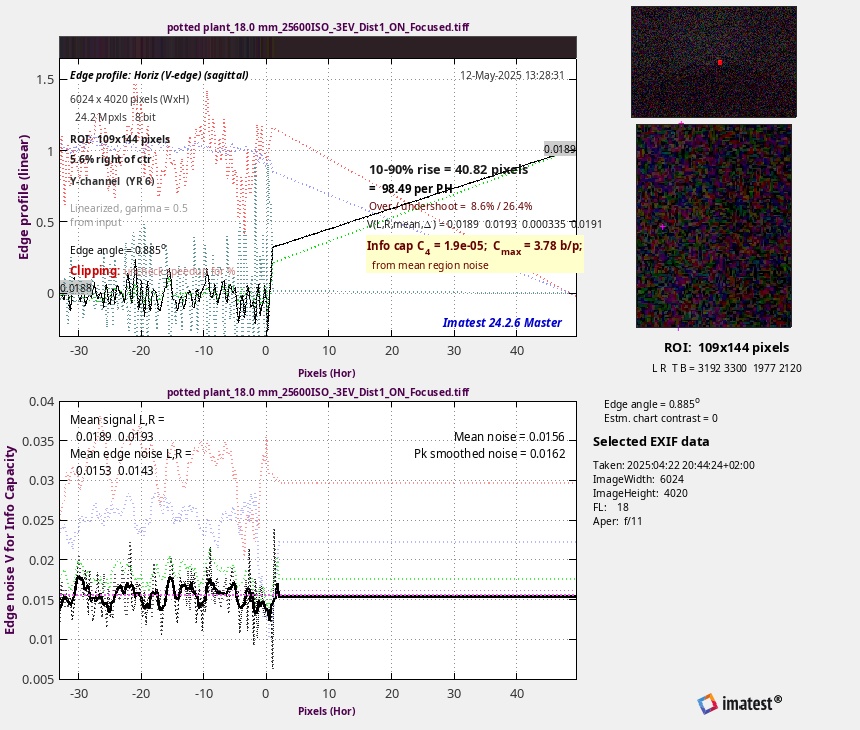 potted plant_18.0 mm_25600ISO_-3EV_Dist1_ON_Focused.tiff
Edge profile: Horiz (V-edge) (sagittal)
12-May-2025 13:28:31
6024 x 4020 pixels (WxH)
24.2 Mpxls 8 bit
ROI: 109x144 pixels
5.6% right of ctr
Y-channel (YR 6)
Linearized, gamma = 0.5
from input
Edge angle = 0.885°
Clipping:
0.0188
0.0189
10-90% rise = 40.82 pixels
= 98.49 per PH
Over / undershoot = 8.6% / 26.4%
V(L,R,mean,Δ) = 0.0189 0.0193 0.000335 0.0191
Info cap C4 = 1.9e-05; Cmax = 3.78 b/p;
from mean region noise
Imatest 24.2.6 Master
Edge profile (linear)
1.5
1
0.5
0
-30 -20 -10 0 10 20 30 40
Pixels (Hor)
potted plant_18.0 mm_25600ISO_-3EV_Dist1_ON_Focused.tiff
Mean signal L,R =
0.0189 0.0193
Mean edge noise L,R =
0.0153 0.0143
Mean noise = 0.0156
Pk smoothed noise = 0.0162
Edge noise V for Info Capacity
0.04
0.035
0.03
0.025
0.02
0.015
0.01
0.005
-30 -20 -10 0 10 20 30 40
Pixels (Hor)
ROI: 109x144 pixels
L R T B = 3192 3300 1977 2120
Edge angle = 0.885°
Estm. chart contrast = 0
Selected EXIF data
Taken: 2025:04:22 20:44:24+02:00
ImageWidth: 6024
ImageHeight: 4020
FL: 18
Aper: f/11
imatest®